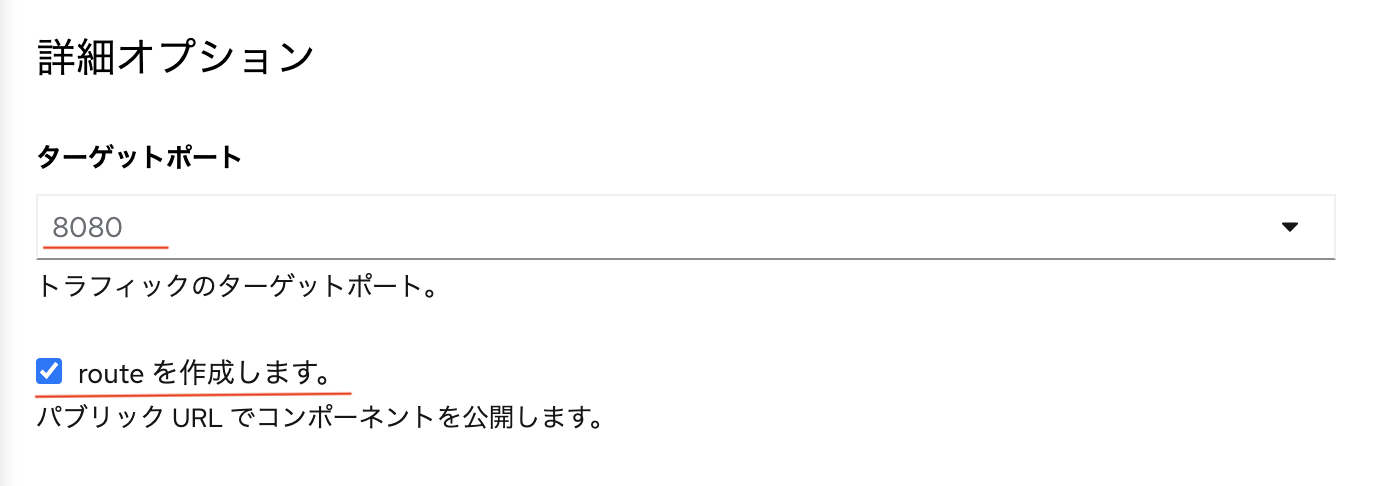 詳細オプション
ターゲットポート
8080
トラフィックのターゲットポート。
route を作成します。
パブリック URL でコンポーネントを公開します。